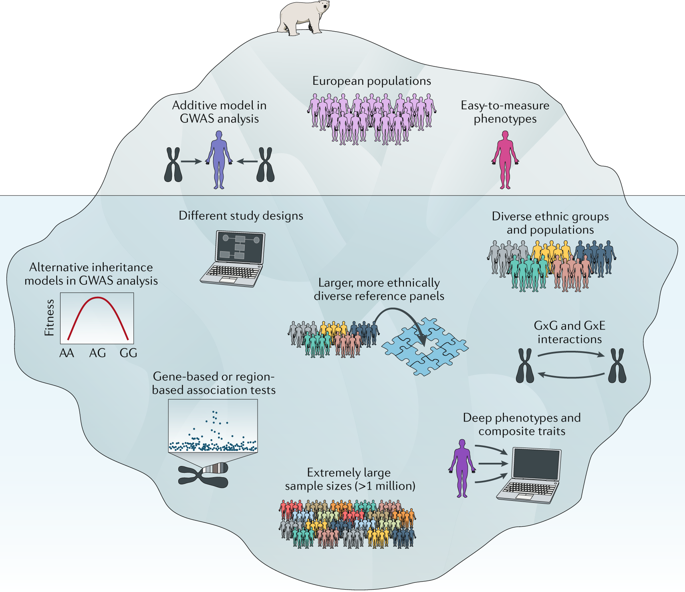 European populations
Additive model in
GWAS analysis
Easy-to-measure
phenotypes
Different study designs
Diverse ethnic groups
and populations
Alternative inheritance
models in GWAS analysis
Fitness
AA AG GG
Larger, more ethnically
diverse reference panels
GxG and GxE
interactions
Gene-based or region-
based association tests
Deep phenotypes and
composite traits
Extremely large
sample sizes (>1 million)